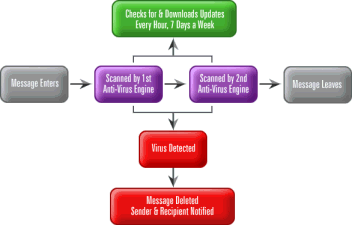 Checks for & Downloads Updates
Every Hour, 7 Days a Week
Message Enters
Scanned by 1st
Anti-Virus Engine
Scanned by 2nd
Anti-Virus Engine
Message Leaves
Virus Detected
Message Deleted
Sender & Recipient Notified